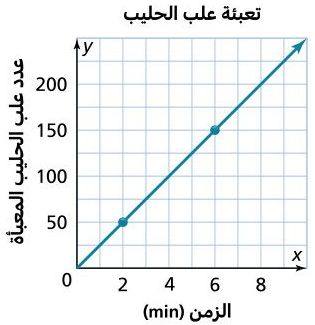 تعبئة علب الحليب
y
عدد علب الحليب المعبأة
200
150
100
50
0
2 4 6 8
x
الزمن (min)